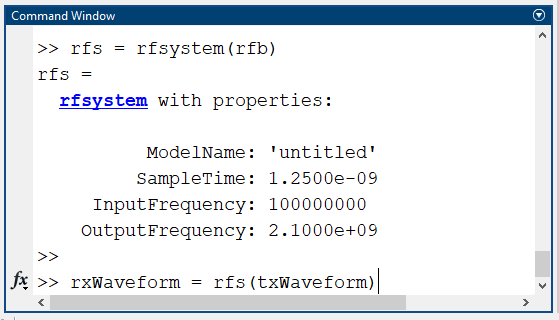 Command Window
>> rfs = rfsystem(rfb)
rfs =
rfsystem with properties:
ModelName: 'untitled'
SampleTime: 1.2500e-09
InputFrequency: 100000000
OutputFrequency: 2.1000e+09
>>
fx >> rxWaveform = rfs(txWaveform)